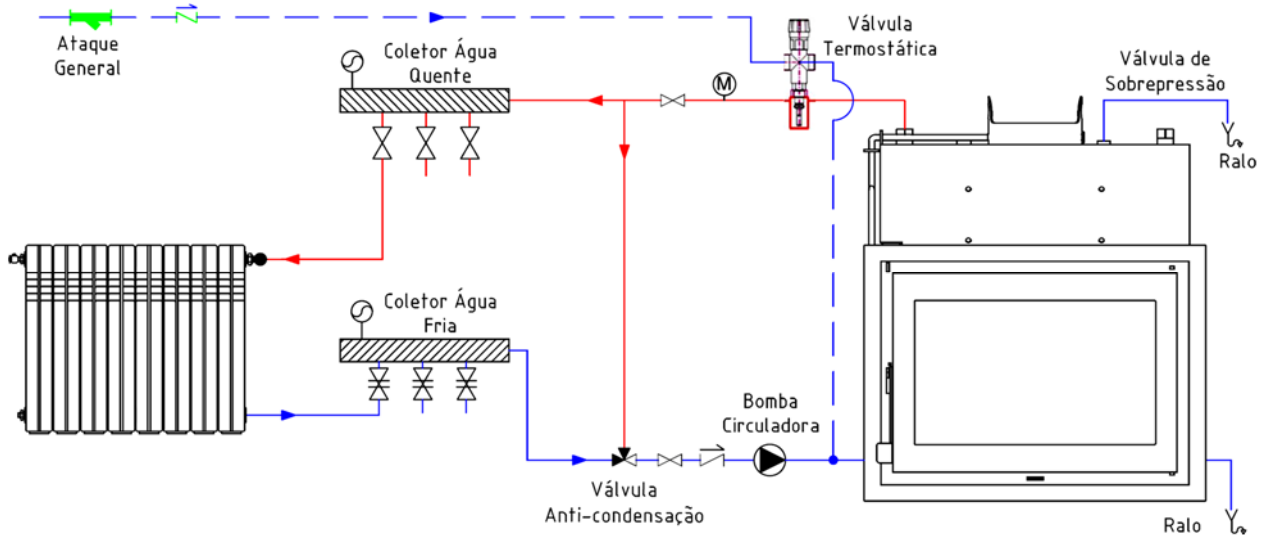 Ataque
General
Coletor Água
Quente
Válvula
Termostática
Válvula de
Sobrepressão
M
Ralo
Coletor Água
Fria
Bomba
Circuladora
Válvula
Anti-condensação
Ralo